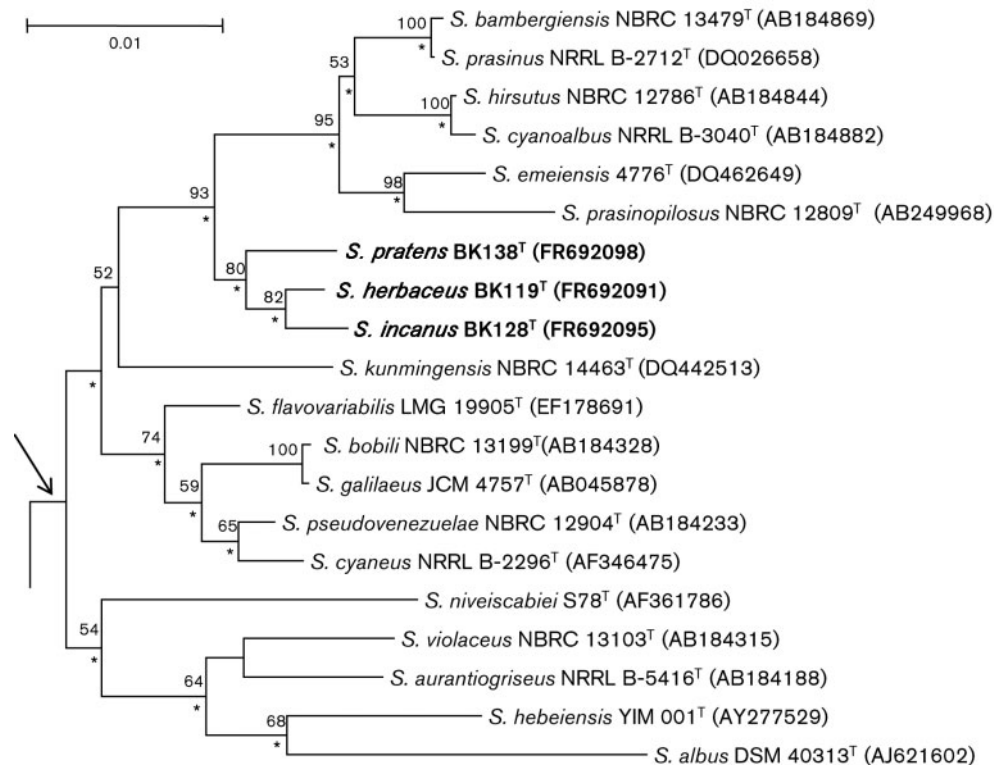 0.01
100
*
S. bambergiensis NBRC 13479ᵀ (AB184869)
S. prasinus NRRL B-2712ᵀ (DQ026658)
53
*
100
*
S. hirsutus NBRC 12786ᵀ (AB184844)
S. cyanoalbus NRRL B-3040ᵀ (AB184882)
95
*
98
*
S. emeiensis 4776ᵀ (DQ462649)
S. prasinopilosus NBRC 12809ᵀ (AB249968)
93
*
80
*
S. pratens BK138ᵀ (FR692098)
82
*
S. herbaceus BK119ᵀ (FR692091)
S. incanus BK128ᵀ (FR692095)
52
*
S. kunmingensis NBRC 14463ᵀ (DQ442513)
74
*
S. flavovariabilis LMG 19905ᵀ (EF178691)
100
S. bobili NBRC 13199ᵀ(AB184328)
S. galilaeus JCM 4757ᵀ (AB045878)
59
*
65
*
S. pseudovenezuelae NBRC 12904ᵀ (AB184233)
S. cyaneus NRRL B-2296ᵀ (AF346475)
54
*
S. niveiscabiei S78ᵀ (AF361786)
64
*
S. violaceus NBRC 13103ᵀ (AB184315)
S. aurantiogriseus NRRL B-5416ᵀ (AB184188)
68
*
S. hebeiensis YIM 001ᵀ (AY277529)
S. albus DSM 40313ᵀ (AJ621602)